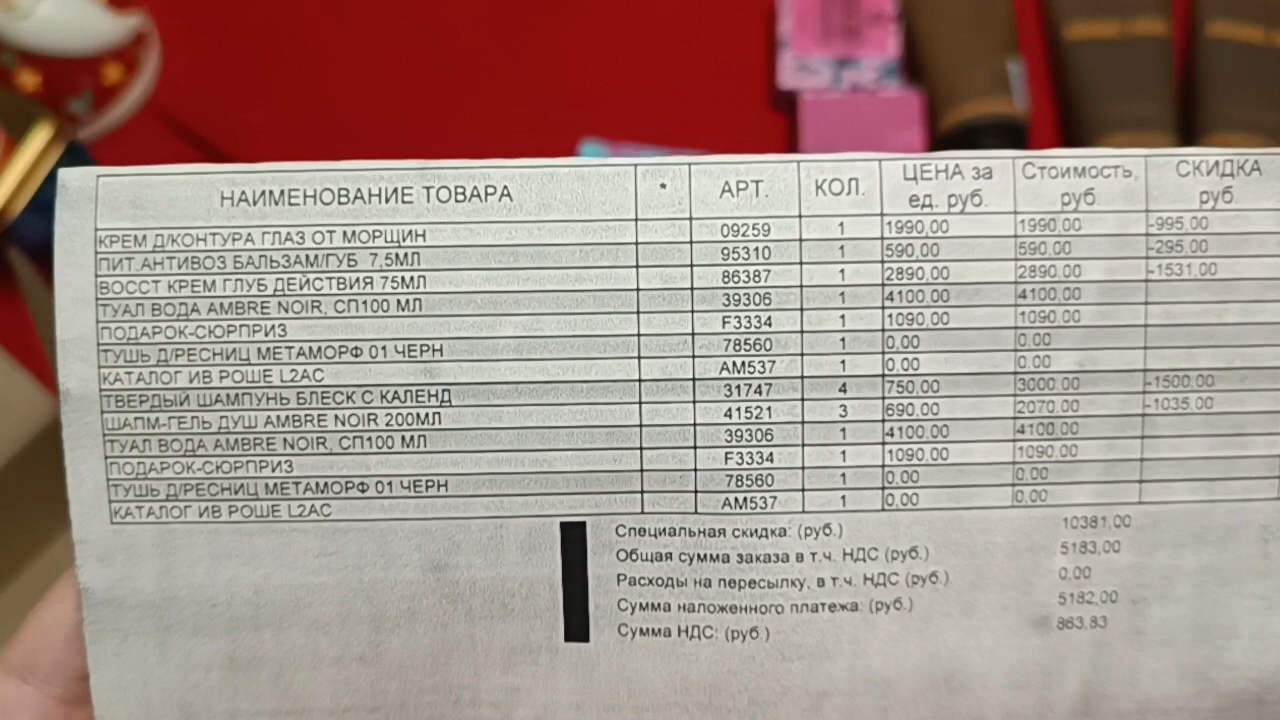 НАИМЕНОВАНИЕ ТОВАРА * АРТ. КОЛ. ЦЕНА за ед. руб. Стоимость, руб. СКИДКА руб.
КРЕМ Д/КОНТУРА ГЛАЗ ОТ МОРЩИН 09259 1 1990,00 1990,00 -995,00
ПИТ.АНТИВОЗ БАЛЬЗАМ/ГУБ 7,5МЛ 95310 1 590,00 590,00 -295,00
ВОССТ КРЕМ ГЛУБ ДЕЙСТВИЯ 75МЛ 86387 1 2890,00 2890,00 -1531,00
ТУАЛ ВОДА AMBRE NOIR, СП100 МЛ 39306 1 4100,00 4100,00
ПОДАРОК-СЮРПРИЗ F3334 1 1090,00 1090,00
ТУШЬ Д/РЕСНИЦ МЕТАМОРФ 01 ЧЕРН 78560 1 0,00 0,00
КАТАЛОГ ИВ РОШЕ L2AC AM537 1 0,00 0,00
ТВЕРДЫЙ ШАМПУНЬ БЛЕСК С КАЛЕНД 31747 4 750,00 3000,00 -1500,00
ШАПМ-ГЕЛЬ ДУШ AMBRE NOIR 200МЛ 41521 3 690,00 2070,00 -1035,00
ТУАЛ ВОДА AMBRE NOIR, СП100 МЛ 39306 1 4100,00 4100,00
ПОДАРОК-СЮРПРИЗ F3334 1 1090,00 1090,00
ТУШЬ Д/РЕСНИЦ МЕТАМОРФ 01 ЧЕРН 78560 1 0,00 0,00
КАТАЛОГ ИВ РОШЕ L2AC AM537 1 0,00 0,00
Специальная скидка: (руб.) 10381,00
Общая сумма заказа в т.ч. НДС (руб.) 5183,00
Расходы на пересылку, в т.ч. НДС (руб.) 0,00
Сумма наложенного платежа: (руб.) 5182,00
Сумма НДС: (руб.) 863,83